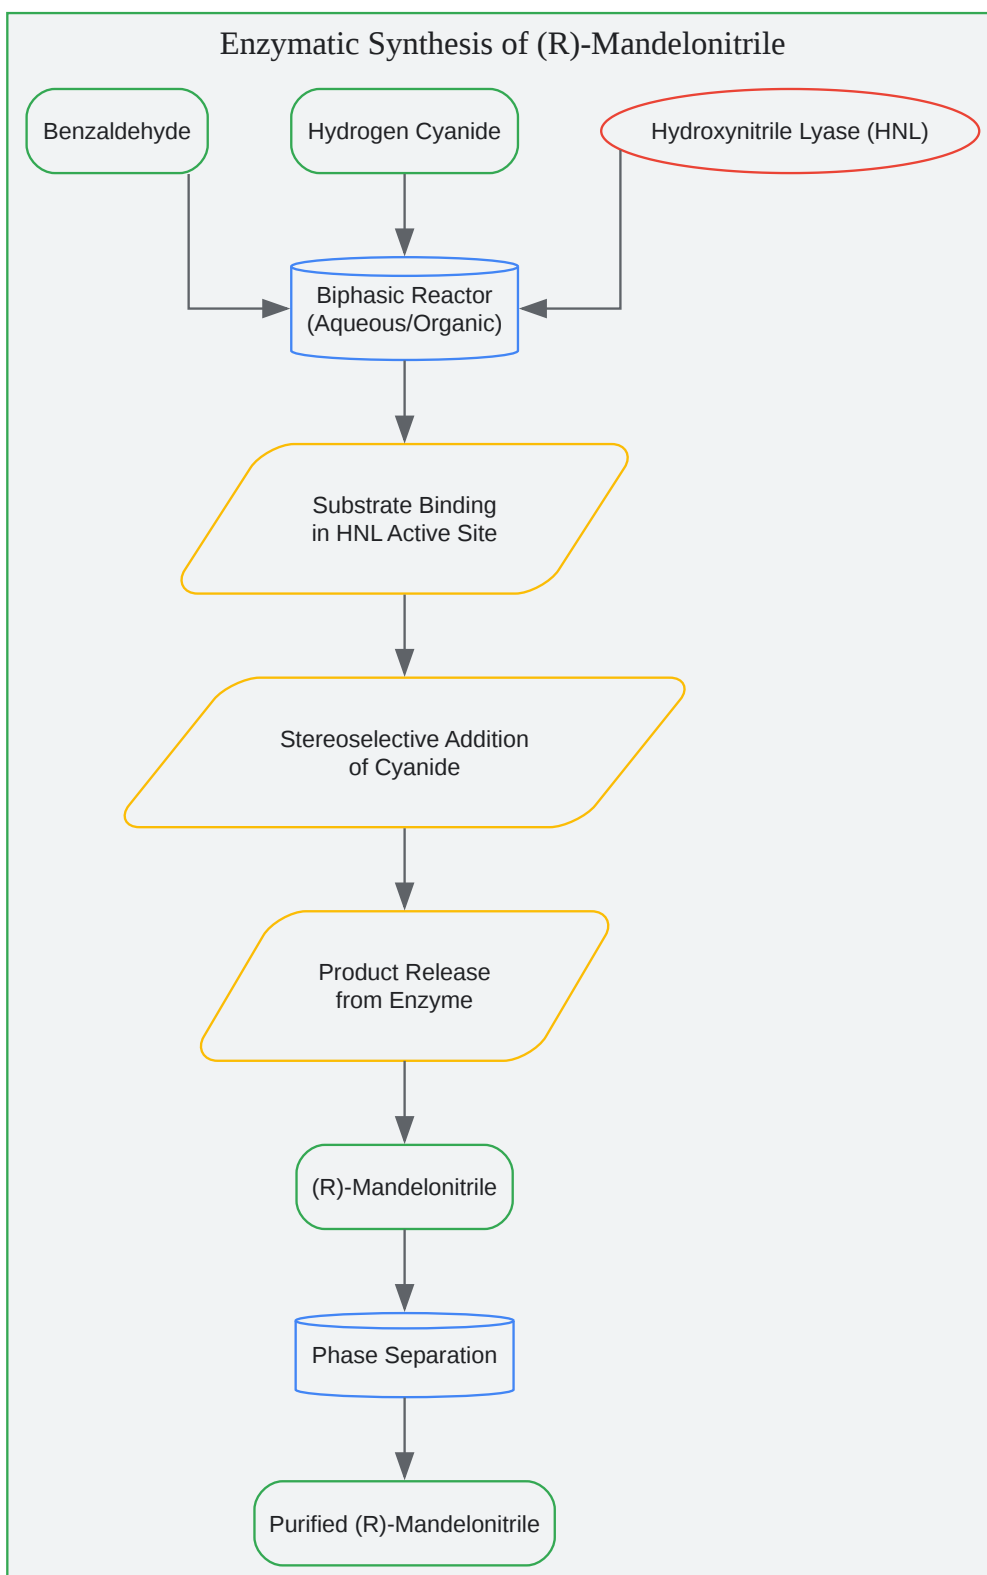 Enzymatic Synthesis of (R)-Mandelonitrile
Benzaldehyde
Hydrogen Cyanide
Hydroxynitrile Lyase (HNL)
Biphasic Reactor
(Aqueous/Organic)
Substrate Binding
in HNL Active Site
Stereoselective Addition
of Cyanide
Product Release
from Enzyme
(R)-Mandelonitrile
Phase Separation
Purified (R)-Mandelonitrile